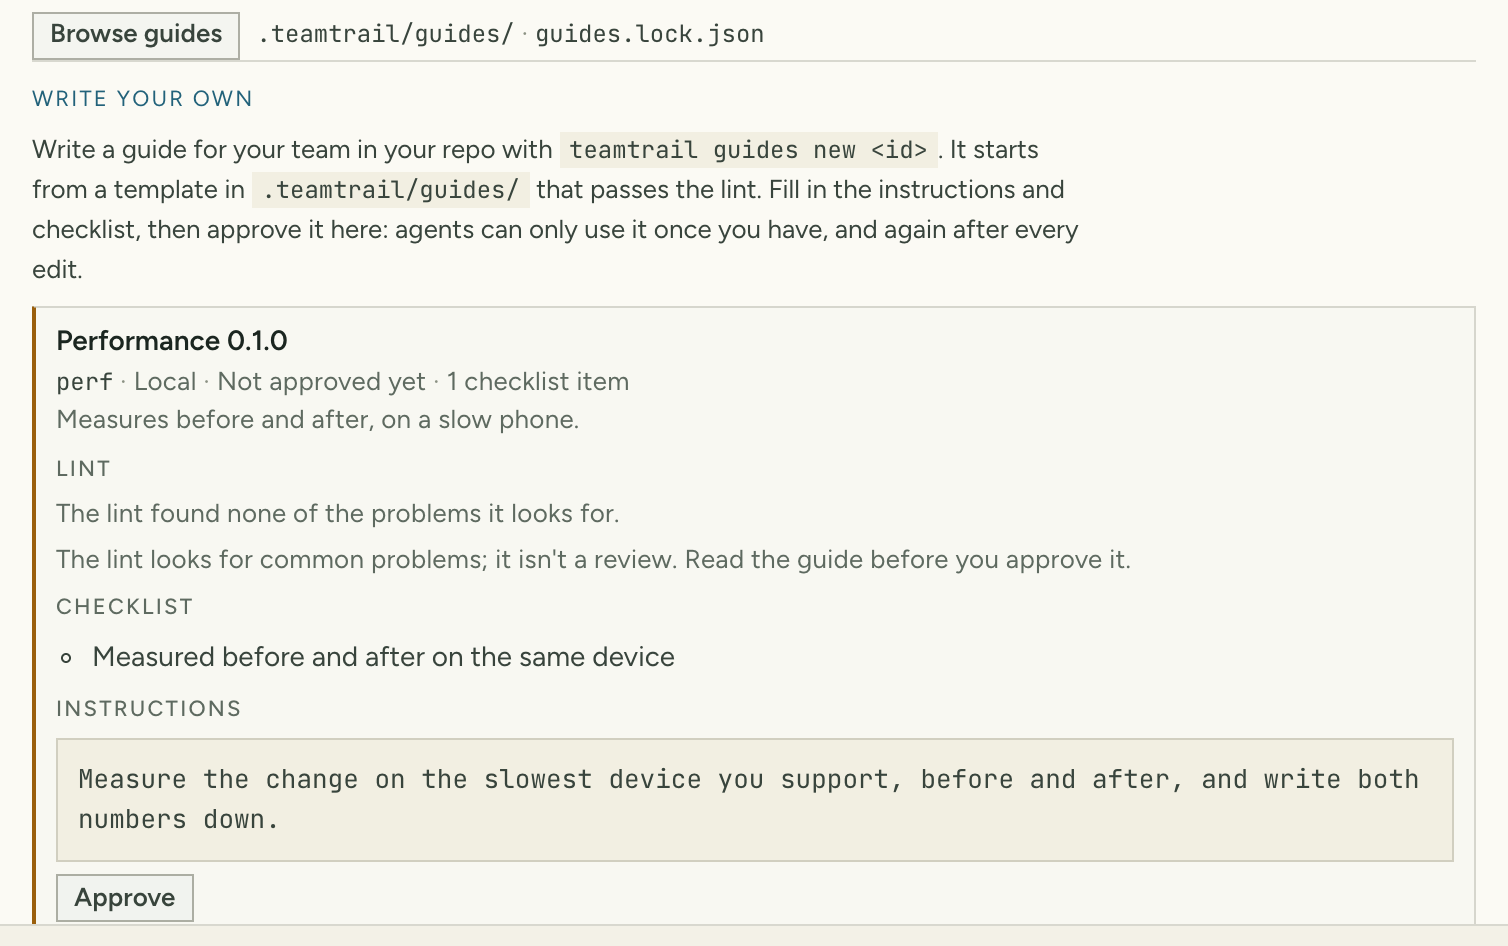 Browse guides .teamtrail/guides/ · guides.lock.json
WRITE YOUR OWN
Write a guide for your team in your repo with teamtrail guides new <id> . It starts
from a template in .teamtrail/guides/ that passes the lint. Fill in the instructions and
checklist, then approve it here: agents can only use it once you have, and again after every
edit.
Performance 0.1.0
perf · Local · Not approved yet · 1 checklist item
Measures before and after, on a slow phone.
LINT
The lint found none of the problems it looks for.
The lint looks for common problems; it isn't a review. Read the guide before you approve it.
CHECKLIST
Measured before and after on the same device
INSTRUCTIONS
Measure the change on the slowest device you support, before and after, and write both
numbers down.
Approve